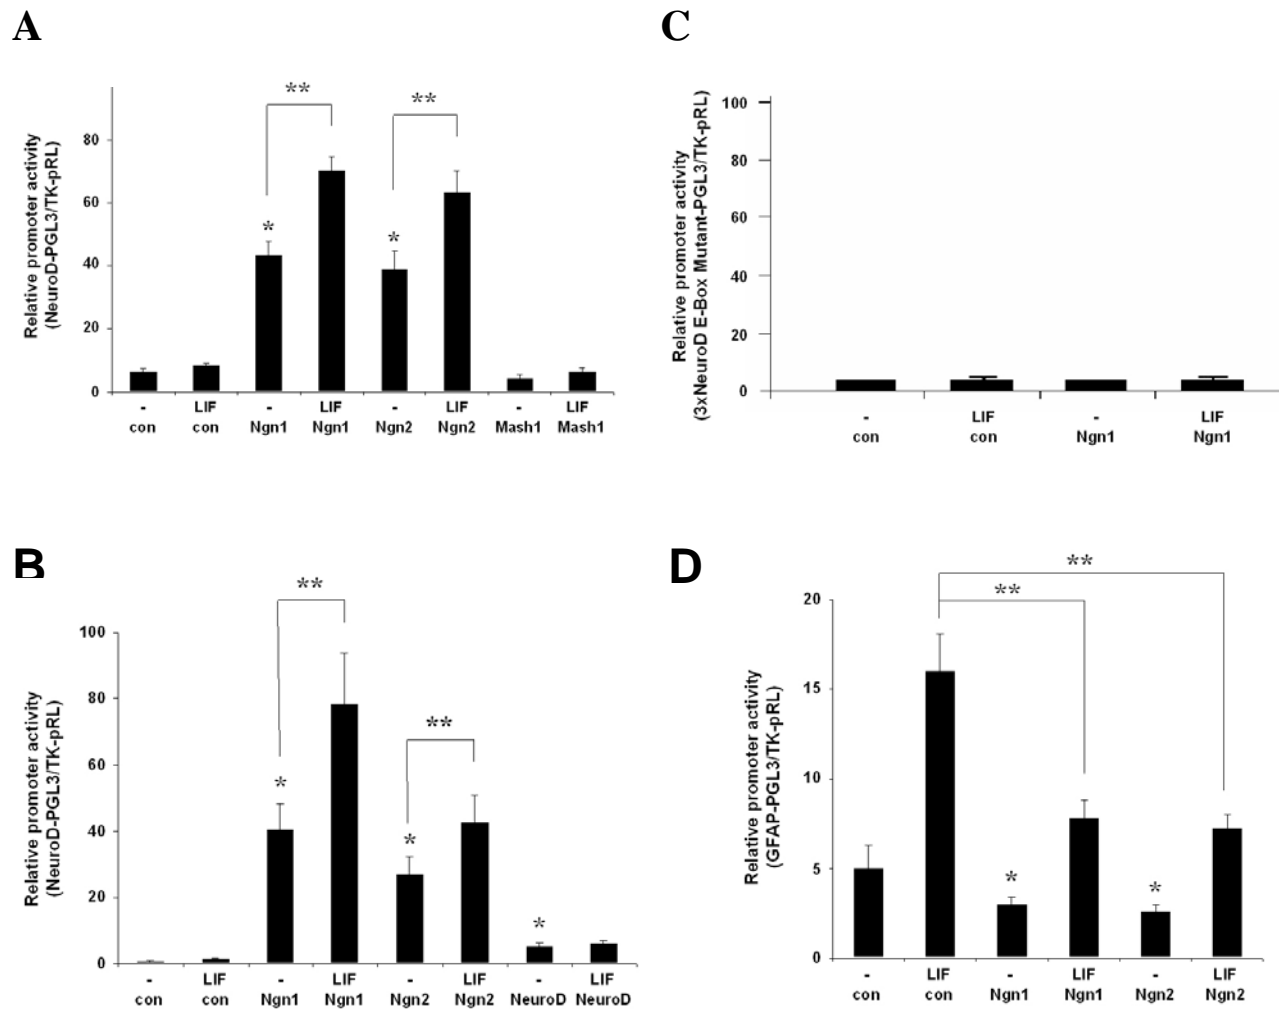 A
Relative promoter activity
(NeuroD-PGL3/TK-pRL)
80
60
40
20
0
**
**
*
*
- LIF - LIF - LIF - LIF
con con Ngn1 Ngn1 Ngn2 Ngn2 Mash1 Mash1
C
Relative promoter activity
(3xNeuroD E-Box Mutant-PGL3/TK-pRL)
100
80
60
40
20
0
- LIF - LIF
con con Ngn1 Ngn1
B
Relative promoter activity
(NeuroD-PGL3/TK-pRL)
100
80
60
40
20
0
**
**
*
*
*
- LIF - LIF - LIF - LIF
con con Ngn1 Ngn1 Ngn2 Ngn2 NeuroD NeuroD
D
Relative promoter activity
(GFAP-PGL3/TK-pRL)
20
15
10
5
0
**
**
*
*
- LIF - LIF - LIF
con con Ngn1 Ngn1 Ngn2 Ngn2